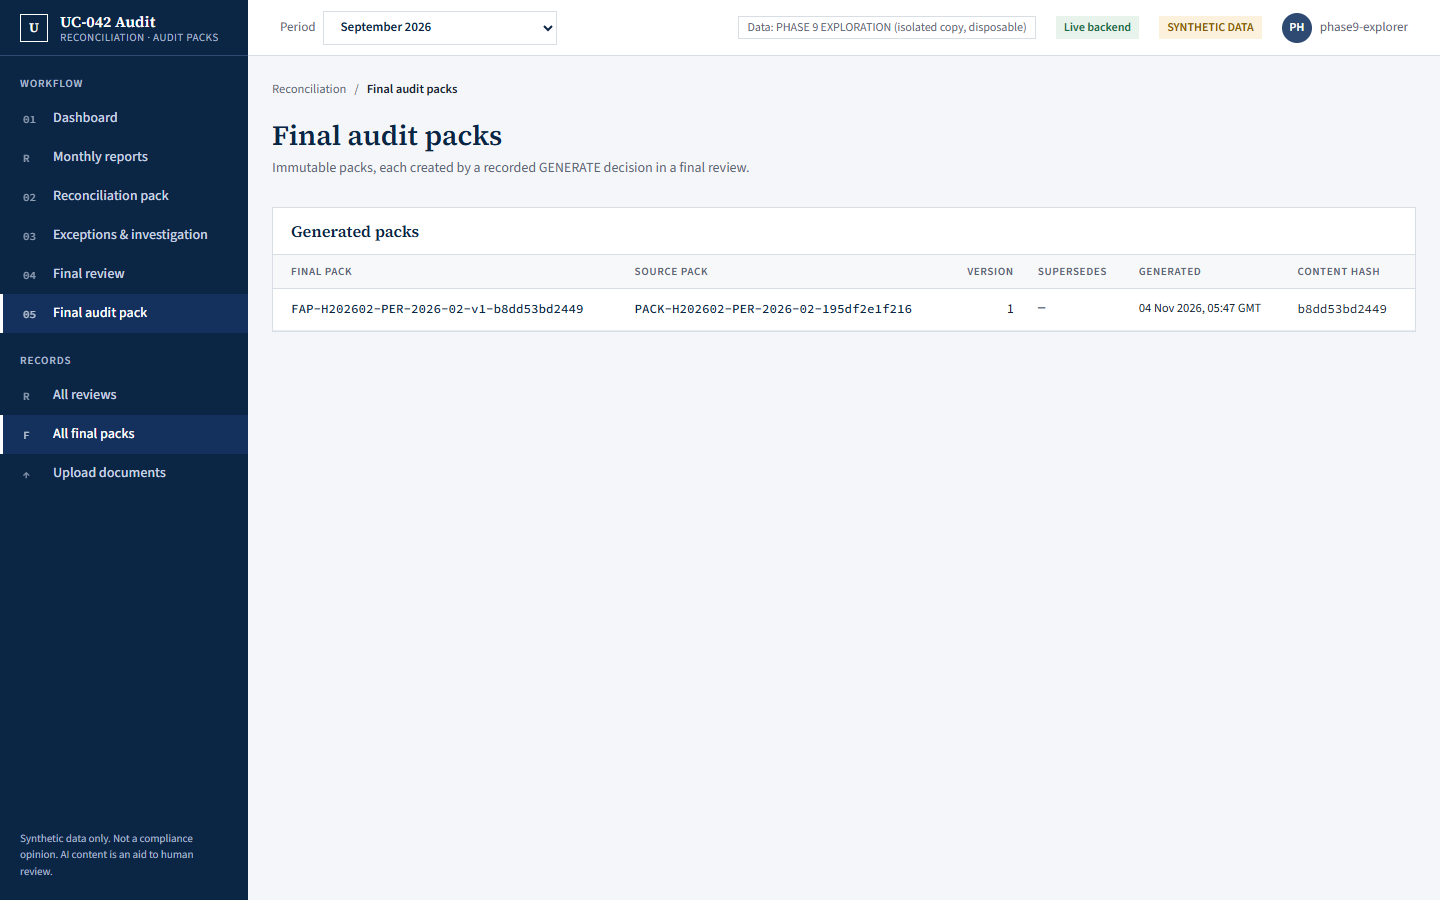 U
UC-042 Audit
RECONCILIATION · AUDIT PACKS
Period
September 2026
Data: PHASE 9 EXPLORATION (isolated copy, disposable)
Live backend
SYNTHETIC DATA
PH
phase9-explorer
WORKFLOW
01 Dashboard
R Monthly reports
02 Reconciliation pack
03 Exceptions & investigation
04 Final review
05 Final audit pack
RECORDS
R All reviews
F All final packs
↑ Upload documents
Synthetic data only. Not a compliance
opinion. AI content is an aid to human
review.
Reconciliation / Final audit packs
Final audit packs
Immutable packs, each created by a recorded GENERATE decision in a final review.
Generated packs
FINAL PACK SOURCE PACK VERSION SUPERSEDES GENERATED CONTENT HASH
FAP-H202602-PER-2026-02-v1-b8dd53bd2449 PACK-H202602-PER-2026-02-195df2e1f216 1 — 04 Nov 2026, 05:47 GMT b8dd53bd2449